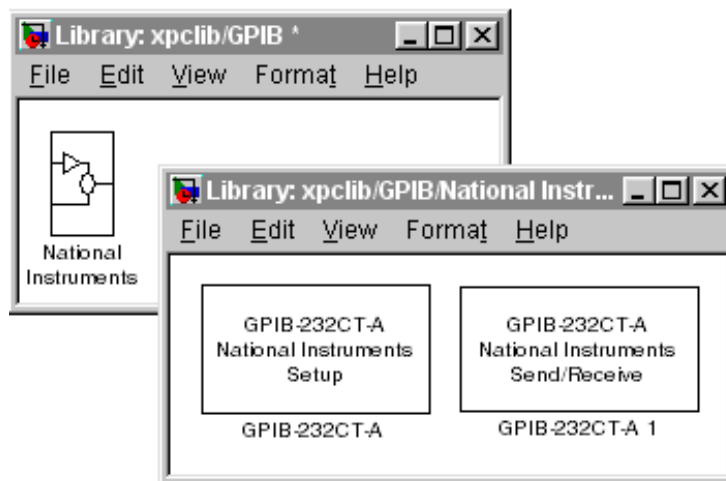 Library: xpclib/GPIB *
File Edit View Format Help
National
Instruments
Library: xpclib/GPIB/National Instr...
File Edit View Format Help
GPIB-232CT-A
National Instruments
Setup
GPIB-232CT-A
GPIB-232CT-A
National Instruments
Send/Receive
GPIB-232CT-A 1